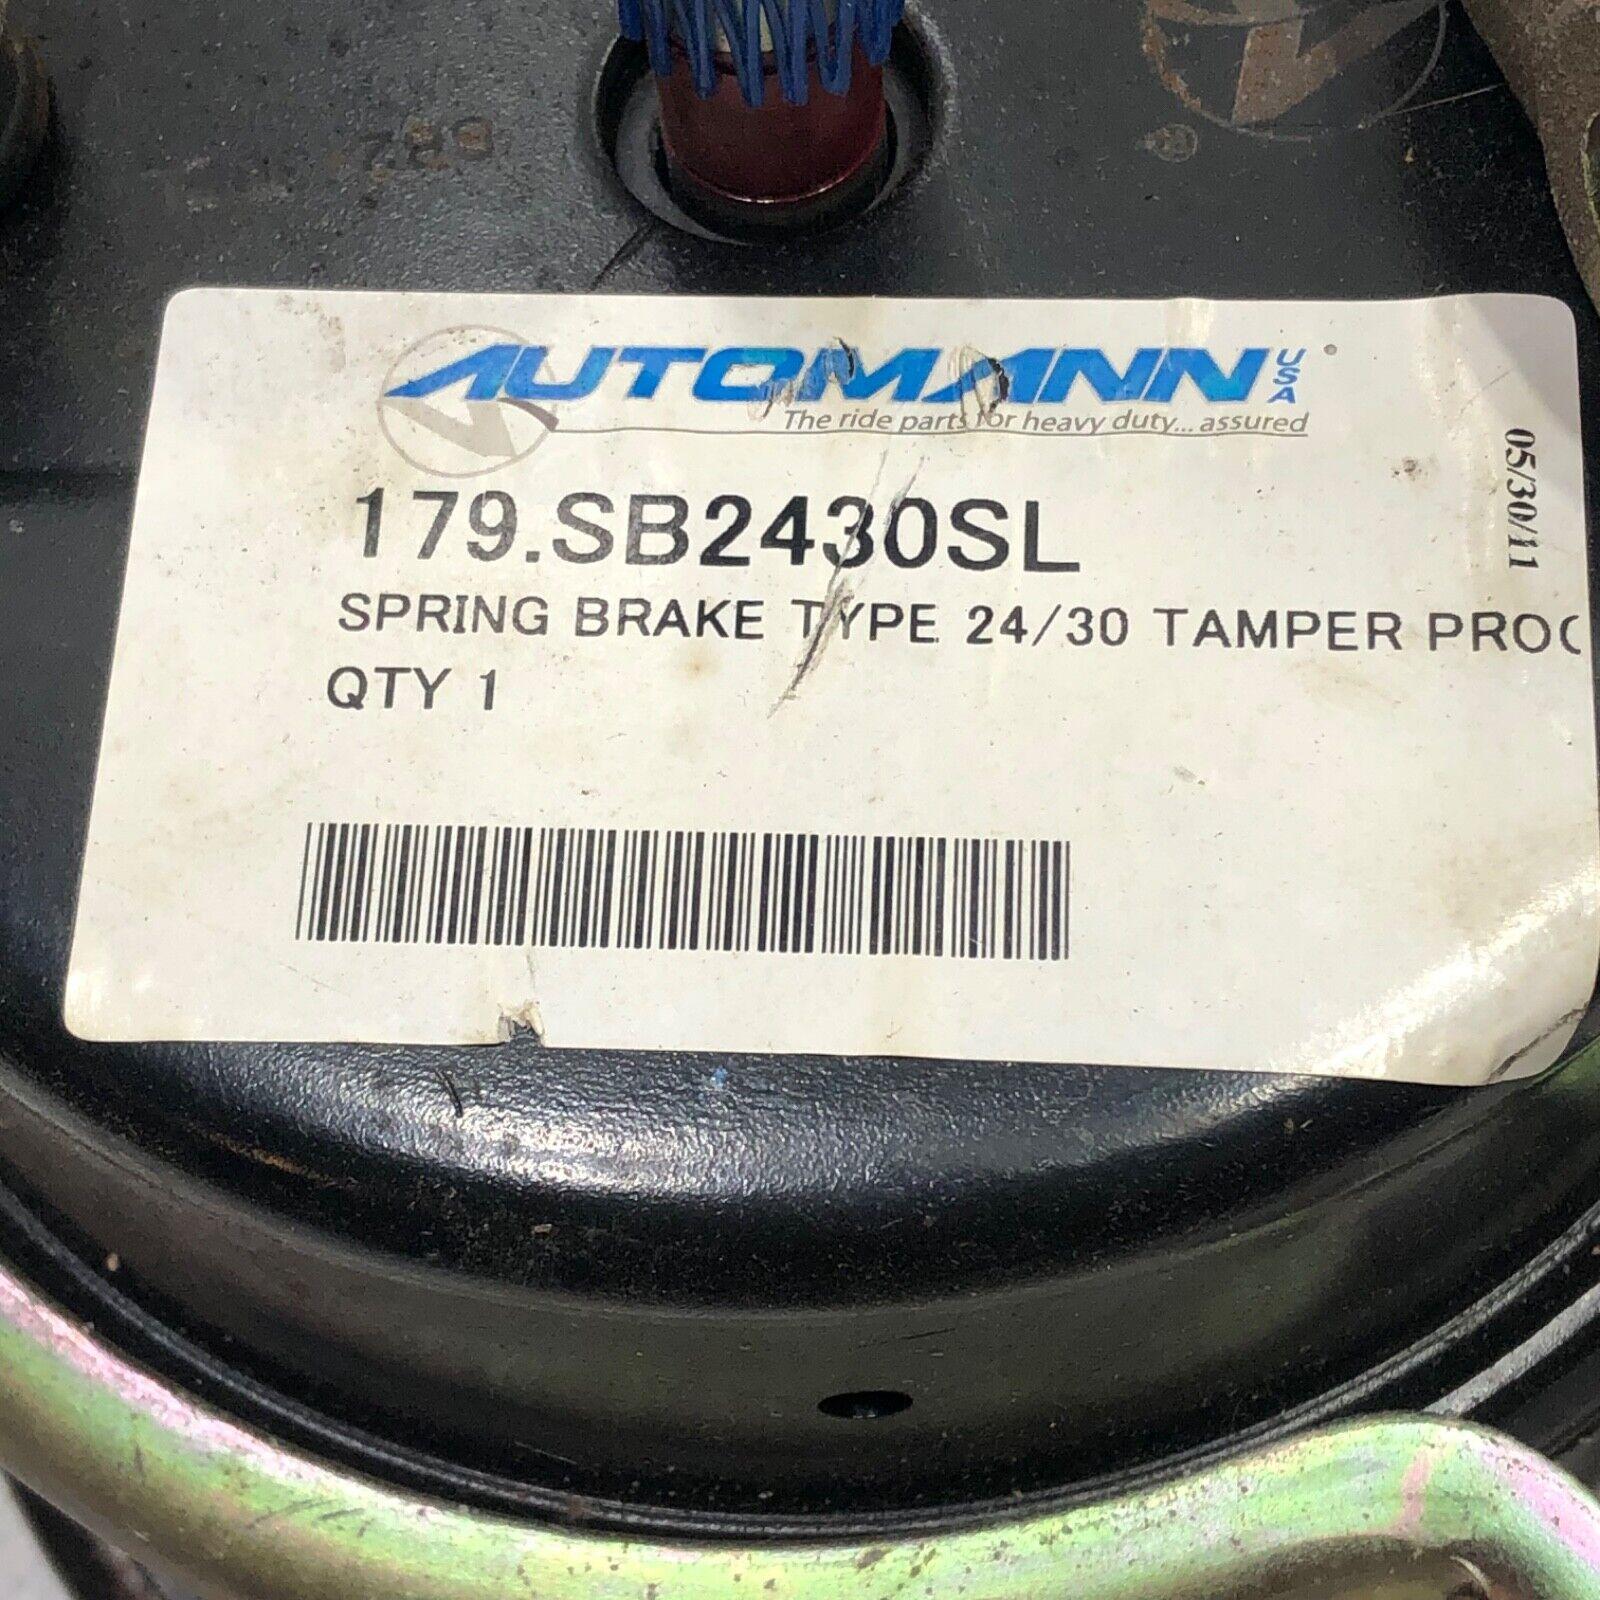 AUTOMANN USA
The ride parts for heavy duty... assured
179.SB2430SL
SPRING BRAKE TYPE 24/30 TAMPER PROO
QTY 1
05/30/11